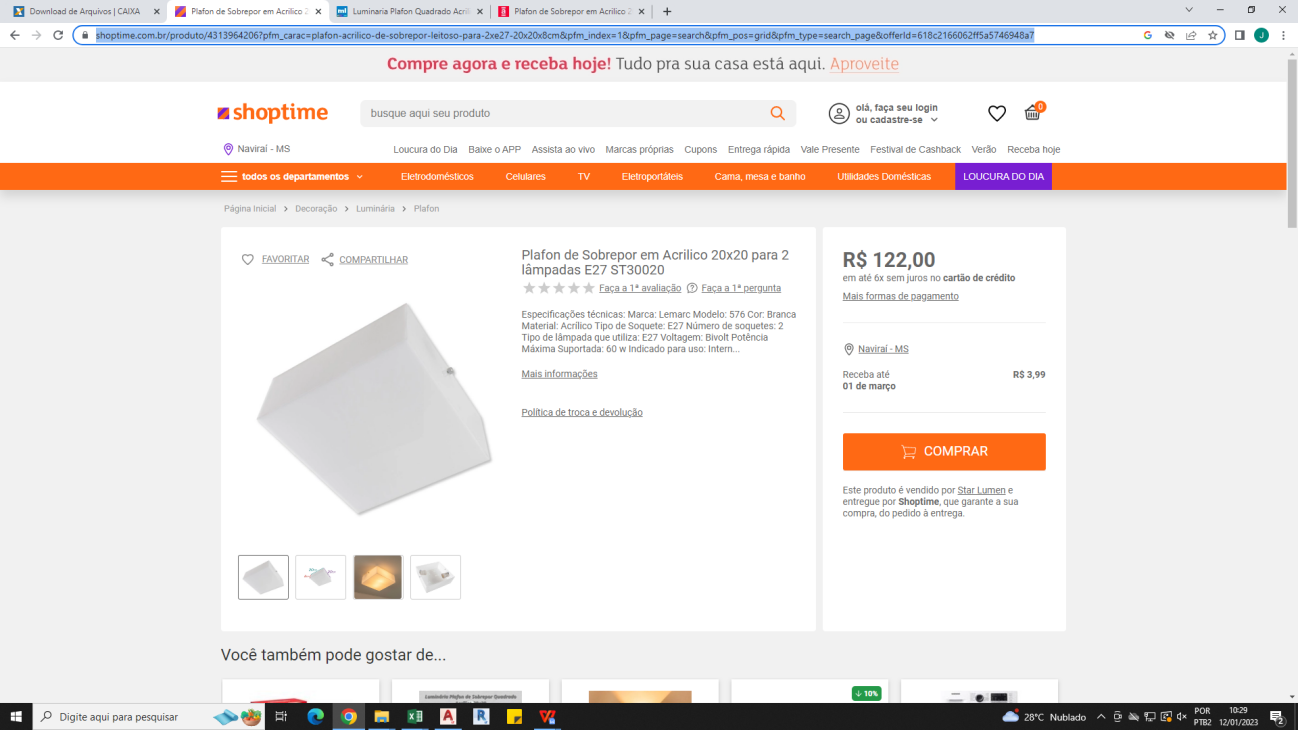 Download de Arquivos | CAIXA
Plafon de Sobrepor em Acrilico 2
Luminaria Plafon Quadrado Acril
Plafon de Sobrepor em Acrilico 2
shoptime.com.br/produto/4313964206?pfm_carac=plafon-acrilico-de-sobrepor-leitoso-para-2xe27-20x20x8cm&pfm_index=1&pfm_page=search&pfm_pos=grid&pfm_type=search_page&offerId=618c2166062ff5a5746948a7
J
Compre agora e receba hoje! Tudo pra sua casa está aqui. Aproveite
shoptime
busque aqui seu produto
olá, faça seu login
ou cadastre-se
0
Naviraí - MS
Loucura do Dia Baixe o APP Assista ao vivo Marcas próprias Cupons Entrega rápida Vale Presente Festival de Cashback Verão Receba hoje
todos os departamentos Eletrodomésticos Celulares TV Eletroportáteis Cama, mesa e banho Utilidades Domésticas LOUCURA DO DIA
Página Inicial > Decoração > Luminária > Plafon
FAVORITAR COMPARTILHAR
Plafon de Sobrepor em Acrilico 20x20 para 2
lâmpadas E27 ST30020
Faça a 1ª avaliação Faça a 1ª pergunta
Especificações técnicas: Marca: Lemarc Modelo: 576 Cor: Branca
Material: Acrílico Tipo de Soquete: E27 Número de soquetes: 2
Tipo de lâmpada que utiliza: E27 Voltagem: Bivolt Potência
Máxima Suportada: 60 w Indicado para uso: Intern...
Mais informações
Política de troca e devolução
R$ 122,00
em até 6x sem juros no cartão de crédito
Mais formas de pagamento
Naviraí - MS
Receba até R$ 3,99
01 de março
COMPRAR
Este produto é vendido por Star Lumen e
entregue por Shoptime, que garante a sua
compra, do pedido à entrega.
Você também pode gostar de...
Luminária Plafon de Sobrepor Quadrado
10%
Digite aqui para pesquisar
28°C Nublado
POR
PTB2
10:29
12/01/2023
2